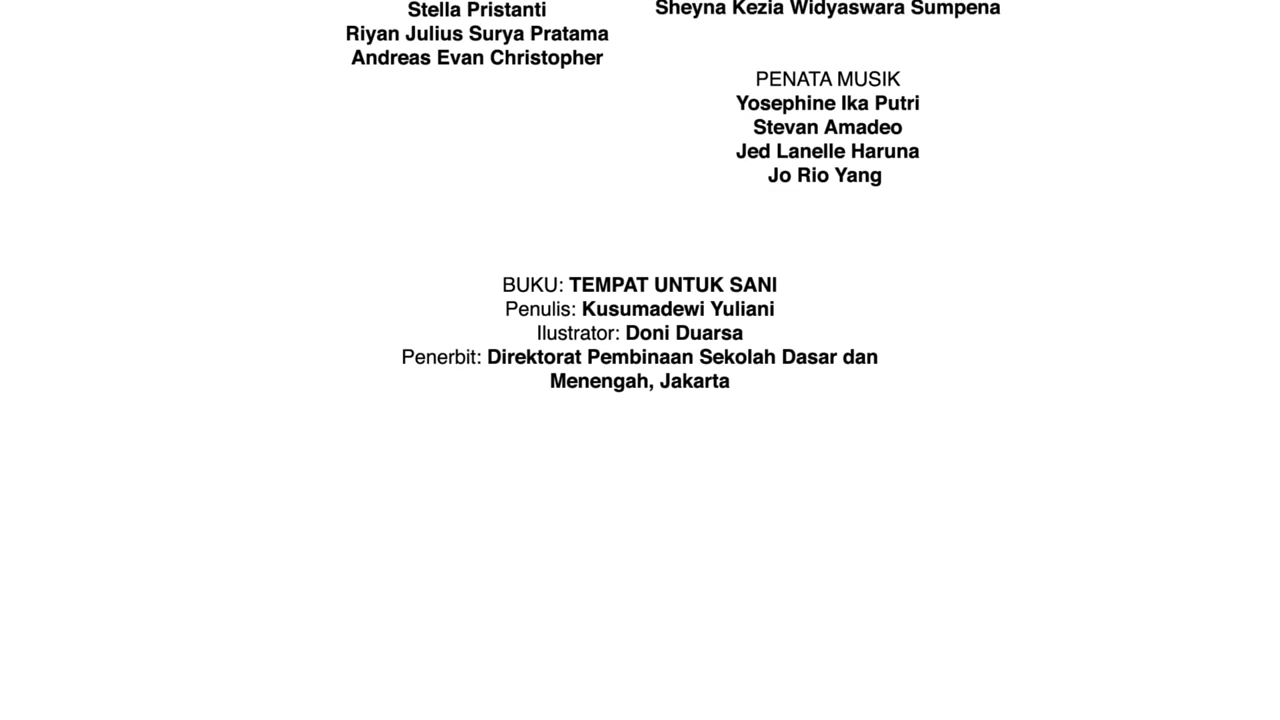 Stella Pristanti
Riyan Julius Surya Pratama
Andreas Evan Christopher
Sheyna Kezia Widyaswara Sumpena
PENATA MUSIK
Yosephine Ika Putri
Stevan Amadeo
Jed Lanelle Haruna
Jo Rio Yang
BUKU: TEMPAT UNTUK SANI
Penulis: Kusumadewi Yuliani
Ilustrator: Doni Duarsa
Penerbit: Direktorat Pembinaan Sekolah Dasar dan
Menengah, Jakarta